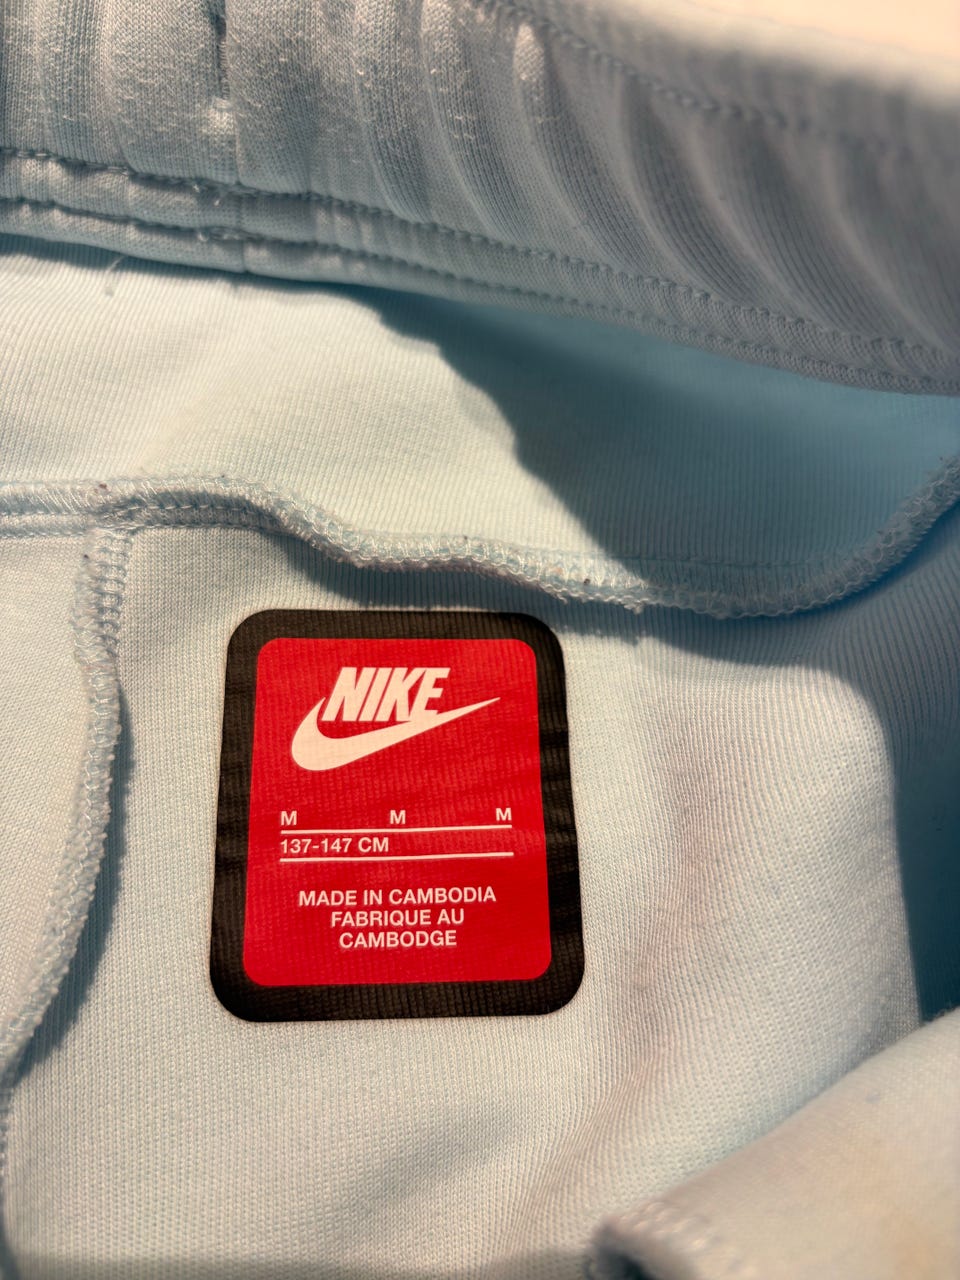 NIKE
M M M
137-147 CM
MADE IN CAMBODIA
FABRIQUE AU
CAMBODGE